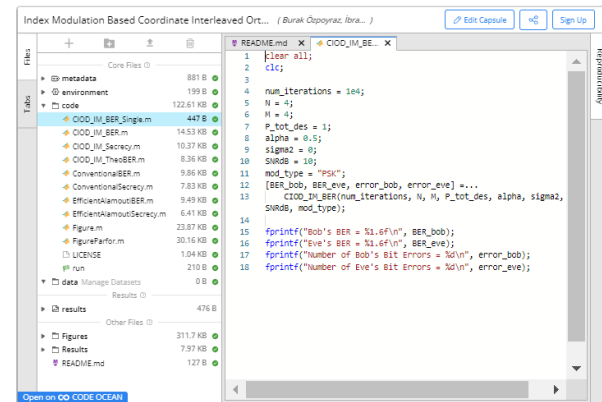 Index Modulation Based Coordinate Interleaved Ort... ( Burak Özpoyraz, İbra... )
Edit Capsule
Sign Up
Files
Tabs
Reproducibility
Core Files
metadata 881 B
environment 199 B
code 122.61 KB
CIOD_IM_BER_Single.m 447 B
CIOD_IM_BER.m 14.53 KB
CIOD_IM_Secrecy.m 10.37 KB
CIOD_IM_TheoBER.m 8.36 KB
ConventionalBER.m 9.86 KB
ConventionalSecrecy.m 7.83 KB
EfficientAlamoutiBER.m 9.49 KB
EfficientAlamoutiSecrecy.m 6.41 KB
Figure.m 23.87 KB
FigureParfor.m 30.16 KB
LICENSE 1.04 KB
run 210 B
data Manage Datasets 0 B
Results
results 476 B
Other Files
Figures 311.7 KB
Results 7.97 KB
README.md 127 B
Open on CODE OCEAN
README.md X CIOD_IM_BE... X
1 clear all;
2 clc;
3
4 num_iterations = 1e4;
5 N = 4;
6 M = 4;
7 P_tot_des = 1;
8 alpha = 0.5;
9 sigma2 = 0;
10 SNRdB = 10;
11 mod_type = "PSK";
12 [BER_bob, BER_eve, error_bob, error_eve] =...
13 CIOD_IM_BER(num_iterations, N, M, P_tot_des, alpha, sigma2,
SNRdB, mod_type);
14
15 fprintf("Bob's BER = %1.6f\n", BER_bob);
16 fprintf("Eve's BER = %1.6f\n", BER_eve);
17 fprintf("Number of Bob's Bit Errors = %d\n", error_bob);
18 fprintf("Number of Eve's Bit Errors = %d\n", error_eve);